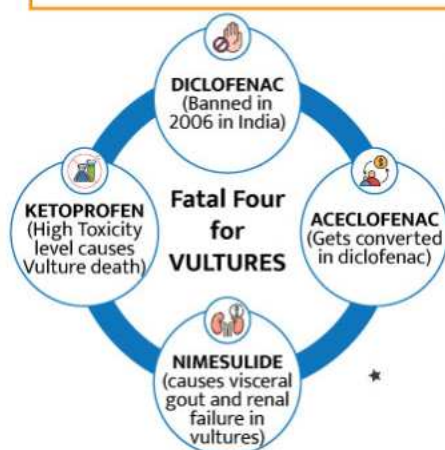 DICLOFENAC
(Banned in
2006 in India)
KETOPROFEN
(High Toxicity
level causes
Vulture death)
Fatal Four
for
VULTURES
ACECLOFENAC
(Gets converted
in diclofenac)
NIMESULIDE
(causes visceral
gout and renal
failure in
vultures)